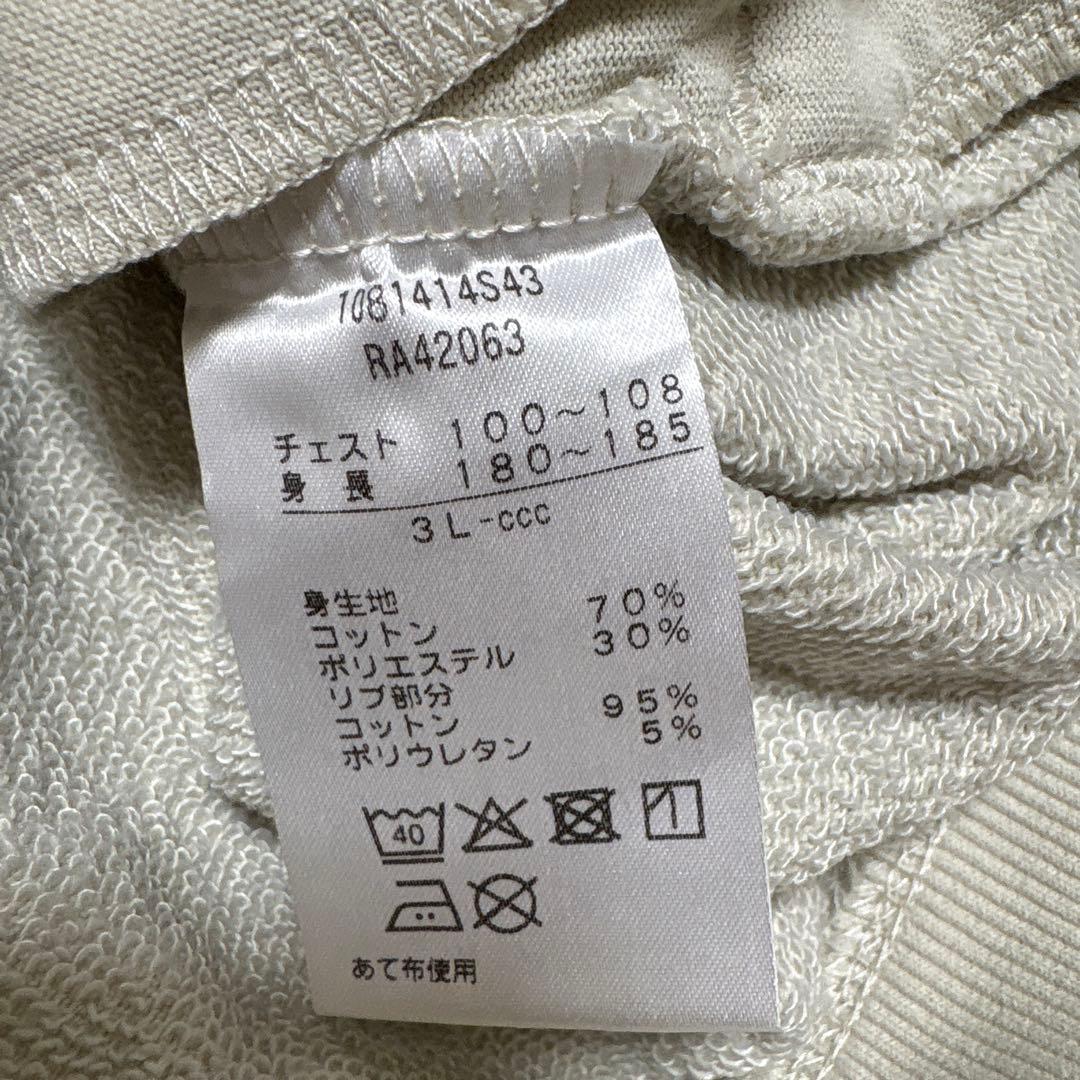 1081414S43
RA42063
チェスト 100〜108
身長 180〜185
3L-ccc
身生地
コットン 70%
ポリエステル 30%
リブ部分
コットン 95%
ポリウレタン 5%
40
あて布使用